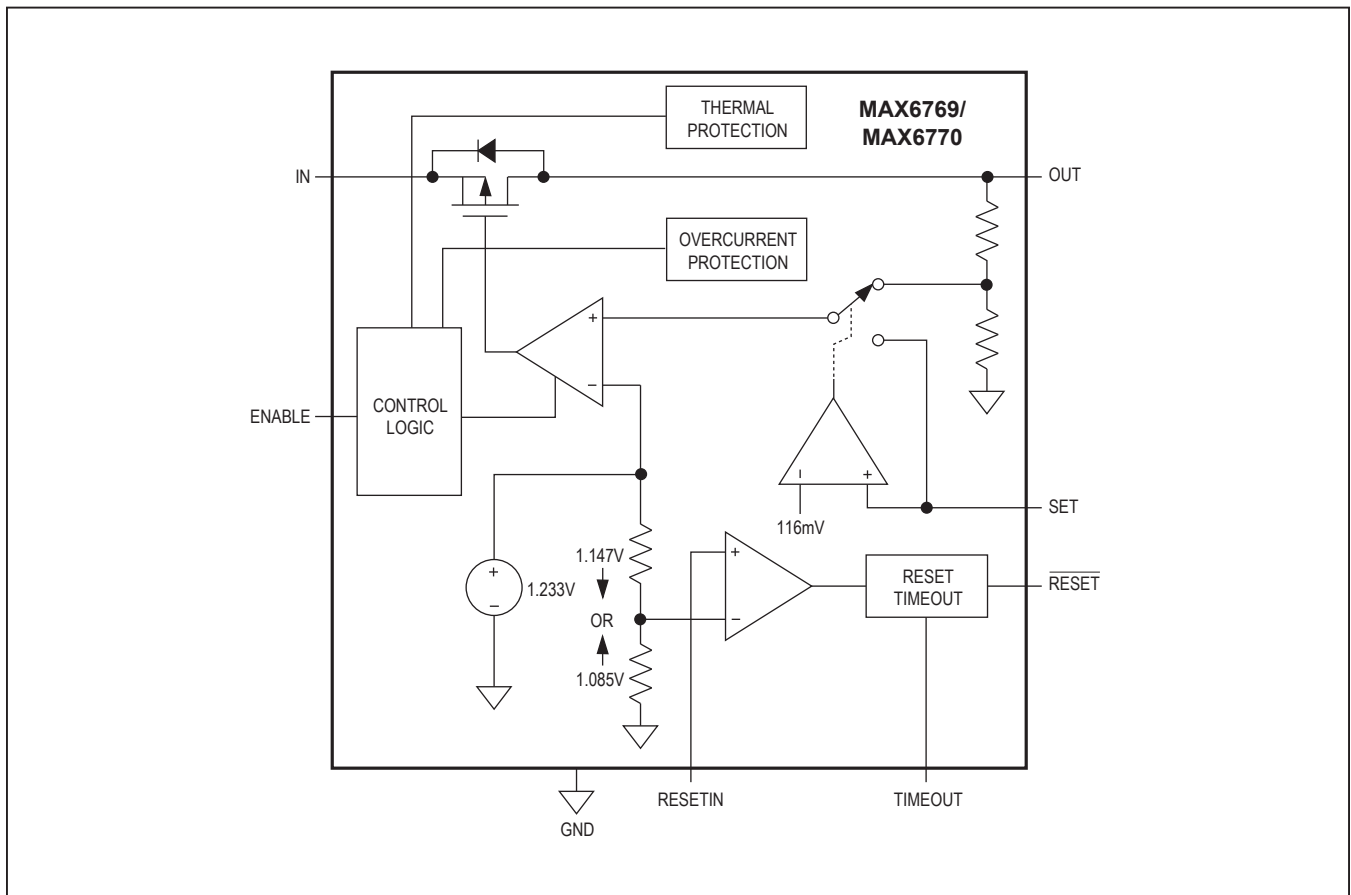 THERMAL
PROTECTION
MAX6769/
MAX6770
IN
OUT
OVERCURRENT
PROTECTION
+
−
CONTROL
LOGIC
ENABLE
−
+
116mV
SET
+
−
1.233V
1.147V
OR
1.085V
+
−
RESET
TIMEOUT
RESET
GND
RESETIN
TIMEOUT